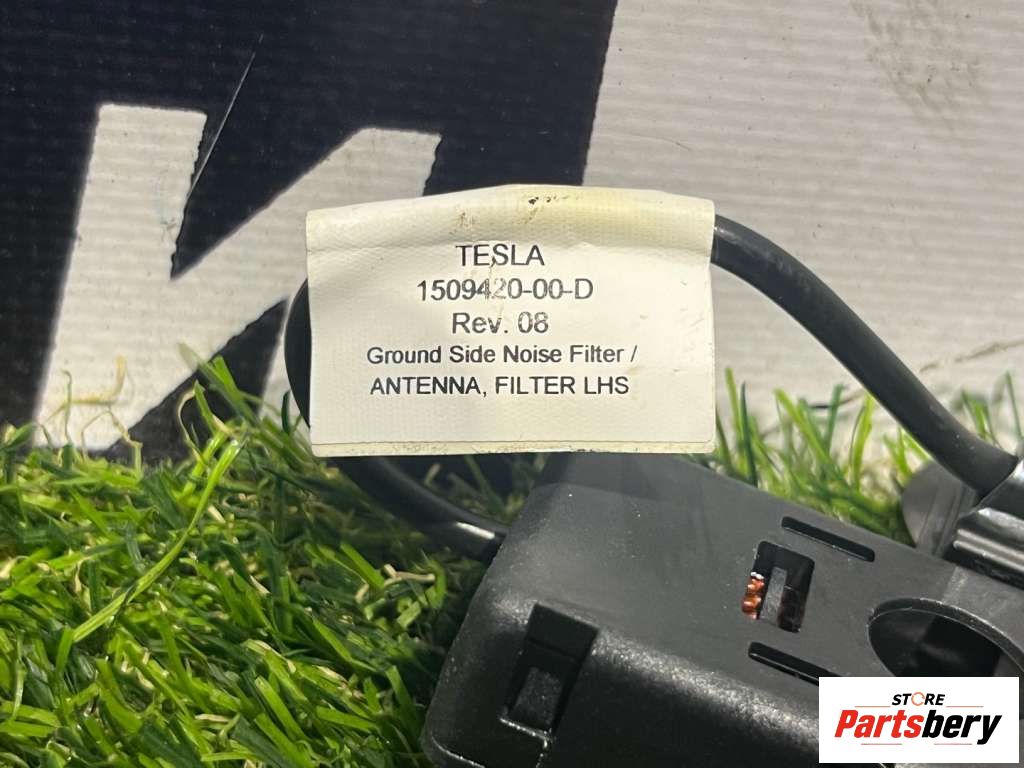 K
TESLA
1509420-00-D
Rev. 08
Ground Side Noise Filter /
ANTENNA, FILTER LHS
STORE
Partsbery